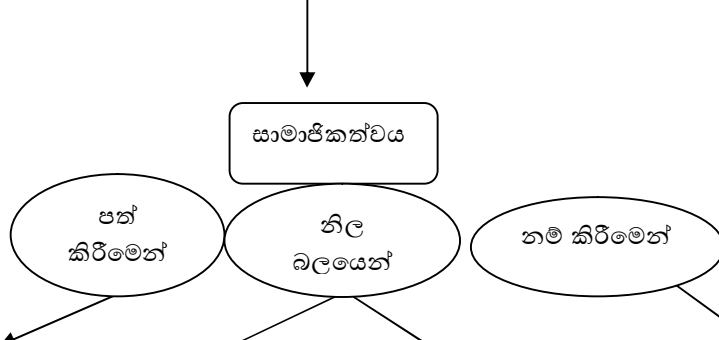 සාමාජිකත්වය
පත්
කිරීමෙන්
නිල
බලයෙන්
නම් කිරීමෙන්